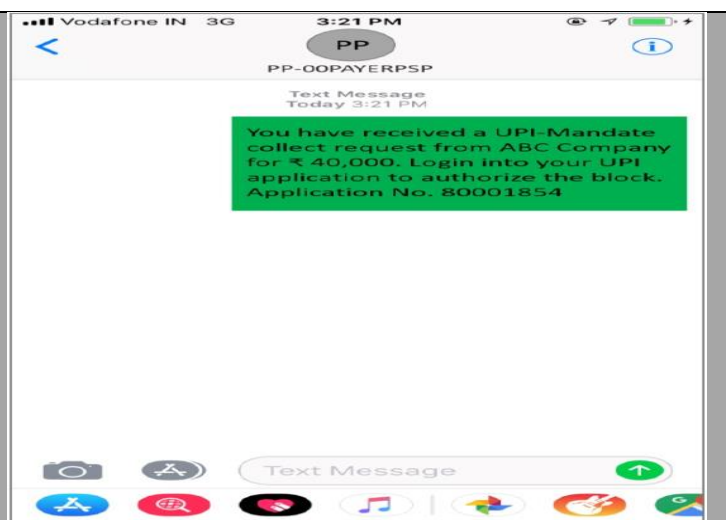 Vodafone IN 3G 3:21 PM
PP
PP-OOPAYERPSP
Text Message
Today 3:21 PM
You have received a UPI-Mandate
collect request from ABC Company
for ₹ 40,000. Login into your UPI
application to authorize the block.
Application No. 80001854
Text Message
G